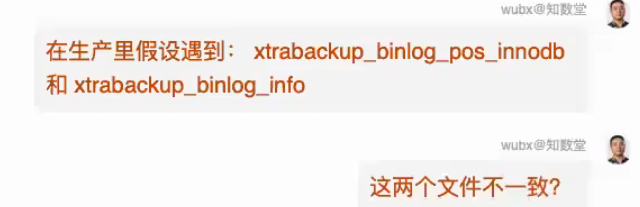 wubx@知数堂
在生产里假设遇到： xtrabackup_binlog_pos_innodb
和 xtrabackup_binlog_info
wubx@知数堂
这两个文件不一致？